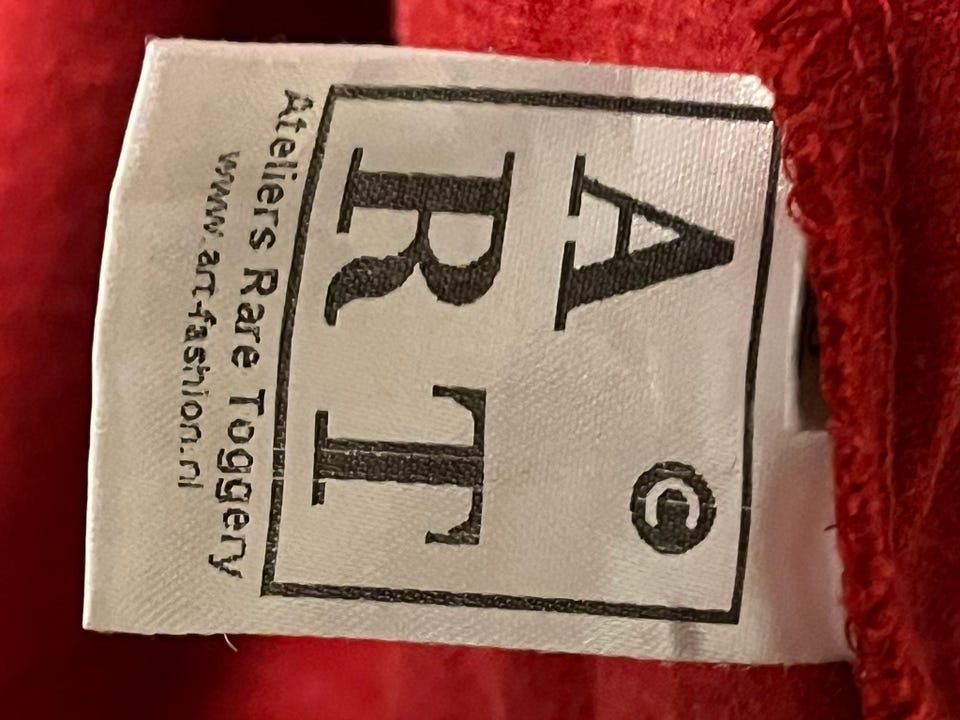 A ©
R T
Ateliers Rare Toggery
www.art-fashion.nl